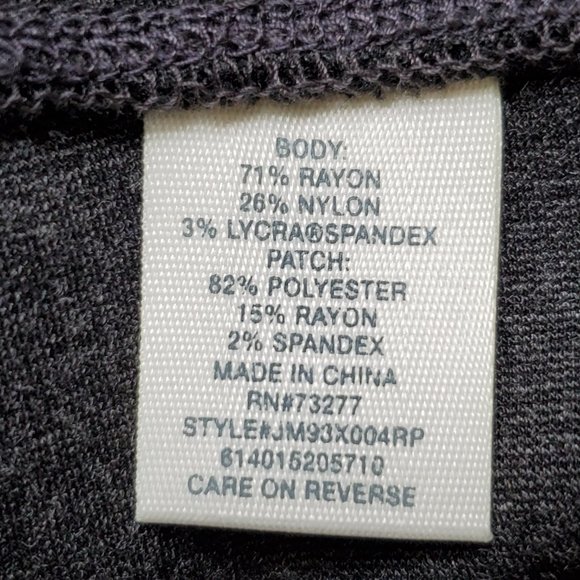 BODY:
71% RAYON
26% NYLON
3% LYCRA®SPANDEX
PATCH:
82% POLYESTER
15% RAYON
2% SPANDEX
MADE IN CHINA
RN#73277
STYLE#JM93X004RP
614015205710
CARE ON REVERSE